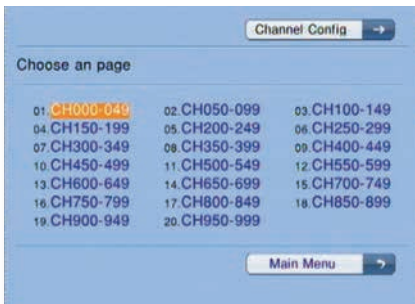 Channel Config
Choose an page
01.CH000-049 02.CH050-099 03.CH100-149
04.CH150-199 05.CH200-249 06.CH250-299
07.CH300-349 08.CH350-399 09.CH400-449
10.CH450-499 11.CH500-549 12.CH550-599
13.CH600-649 14.CH650-699 15.CH700-749
16.CH750-799 17.CH800-849 18.CH850-899
19.CH900-949 20.CH950-999
Main Menu